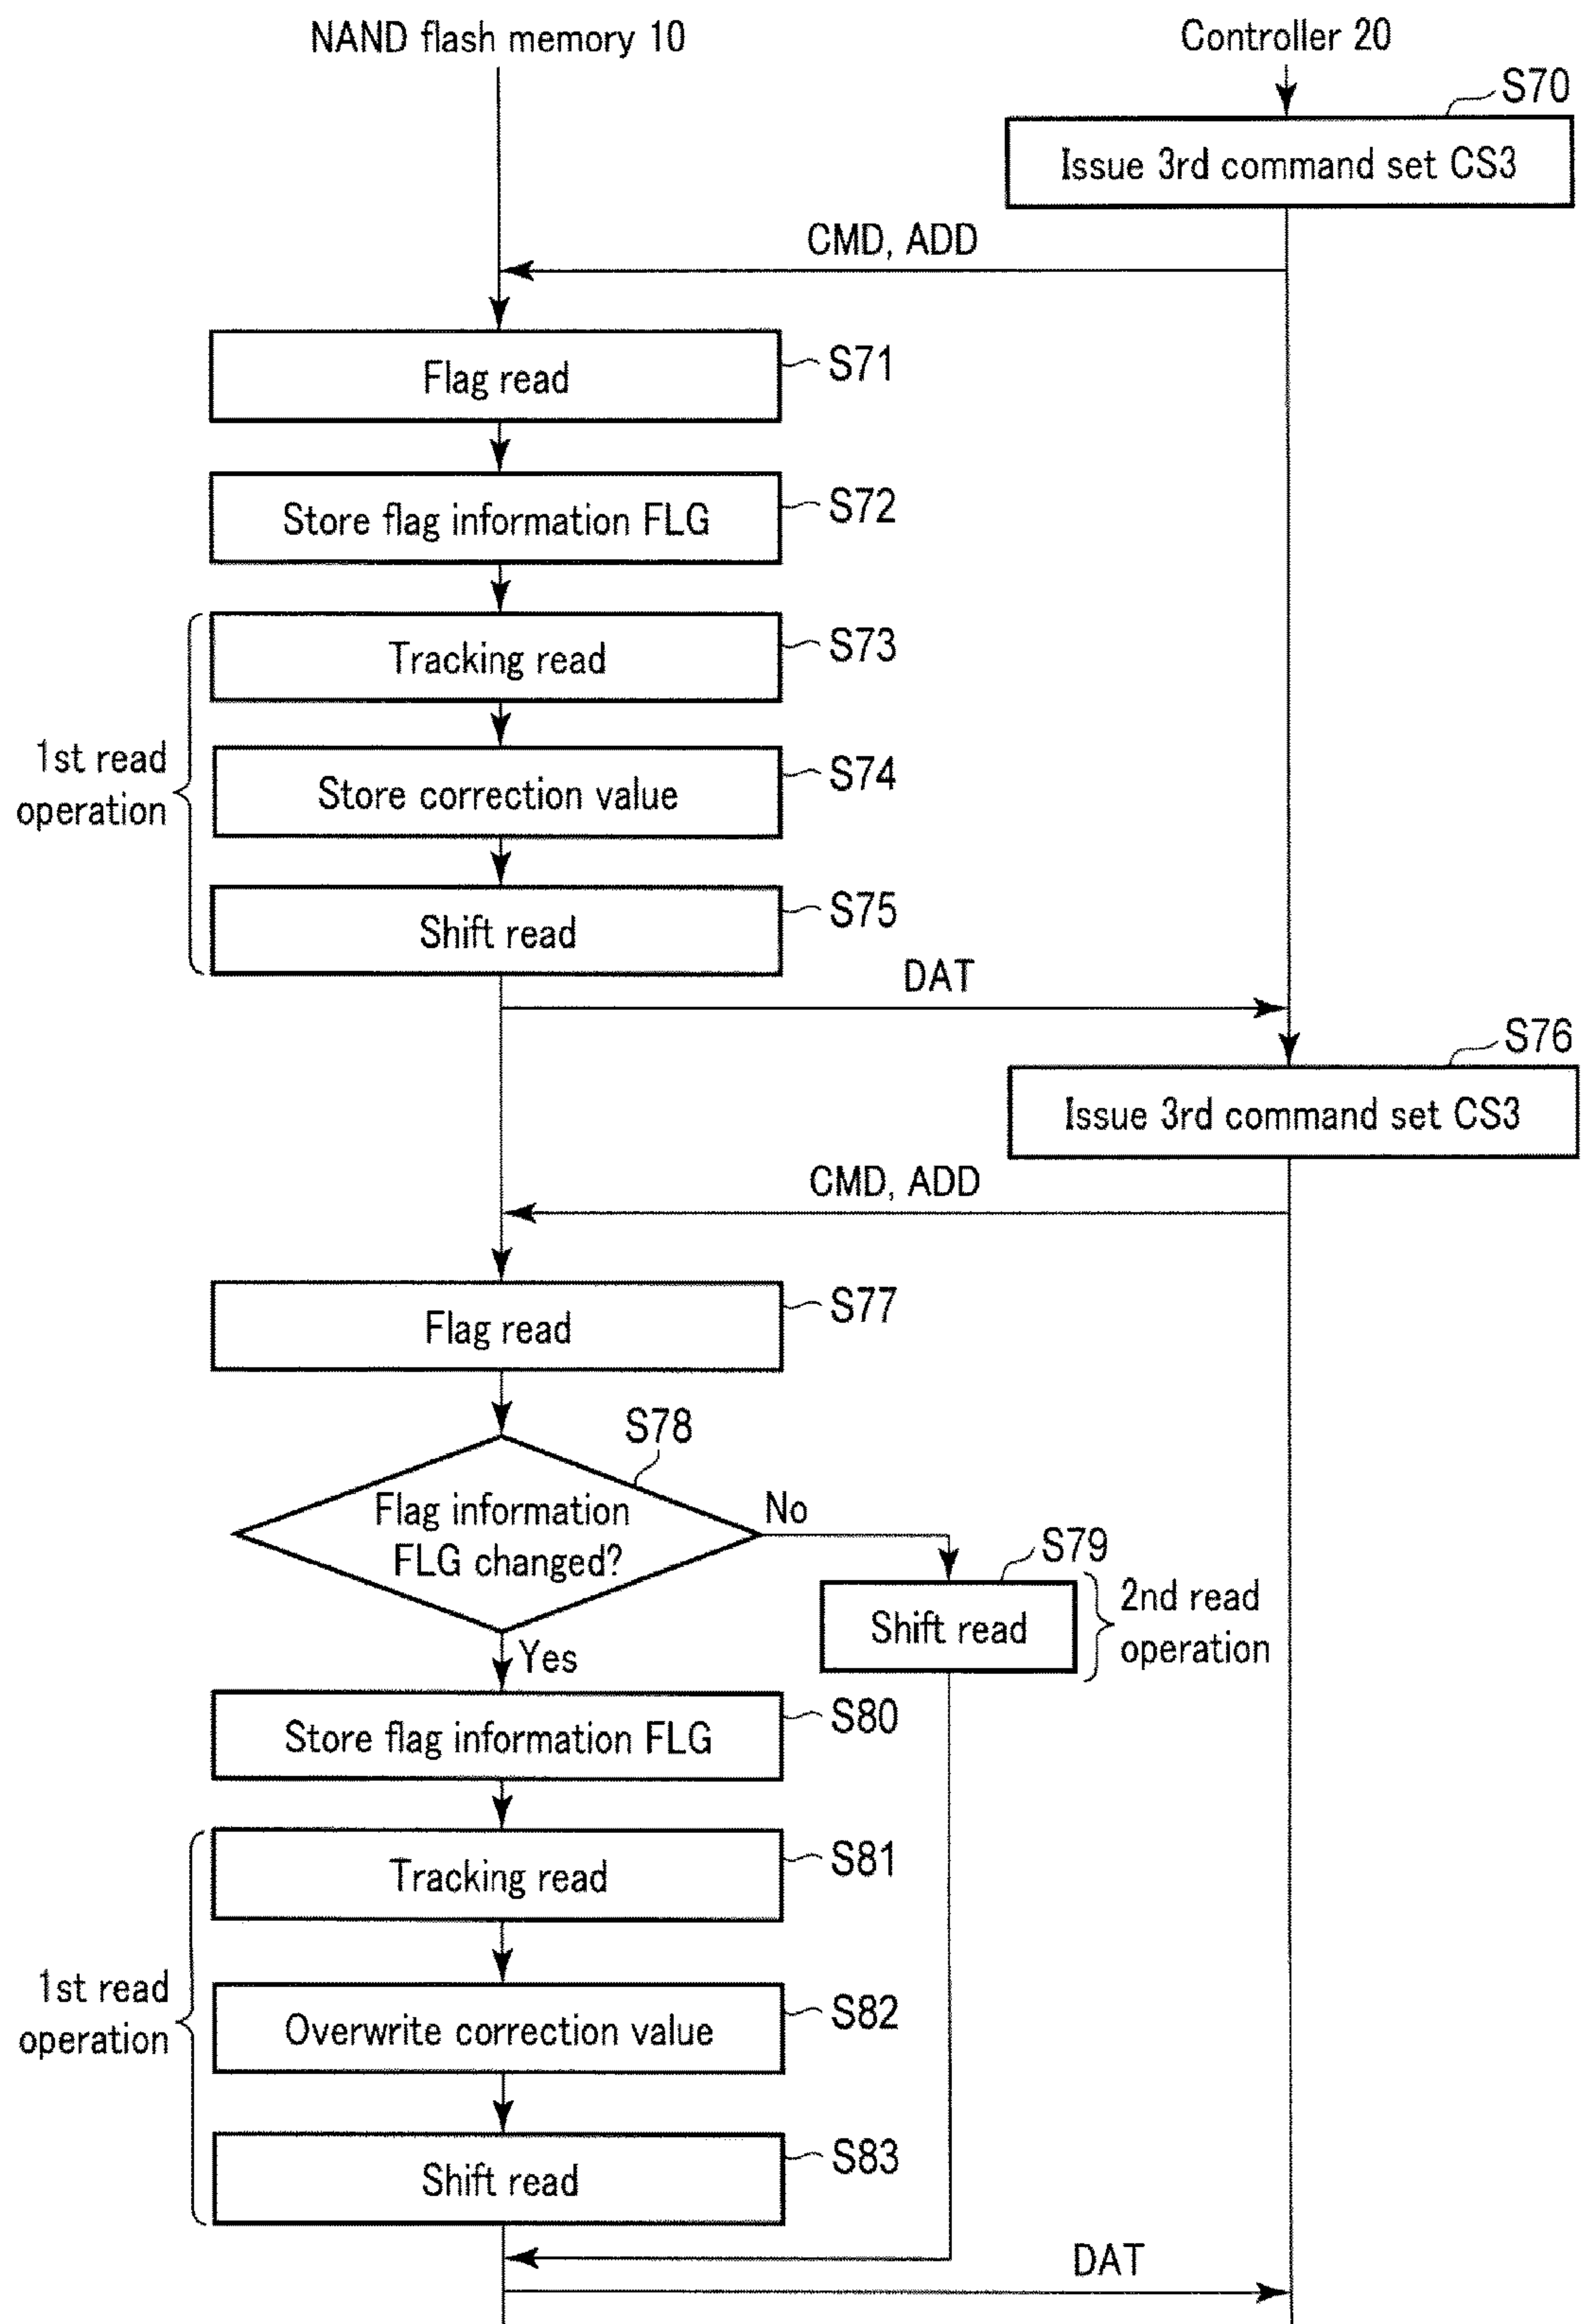 NAND flash memory 10
Controller 20
S70
Issue 3rd command set CS3
CMD, ADD
Flag read
S71
Store flag information FLG
S72
1st read
operation
Tracking read
S73
Store correction value
S74
Shift read
S75
DAT
S76
Issue 3rd command set CS3
CMD, ADD
Flag read
S77
S78
Flag information
FLG changed?
No
Yes
S79
Shift read
2nd read
operation
Store flag information FLG
S80
1st read
operation
Tracking read
S81
Overwrite correction value
S82
Shift read
S83
DAT